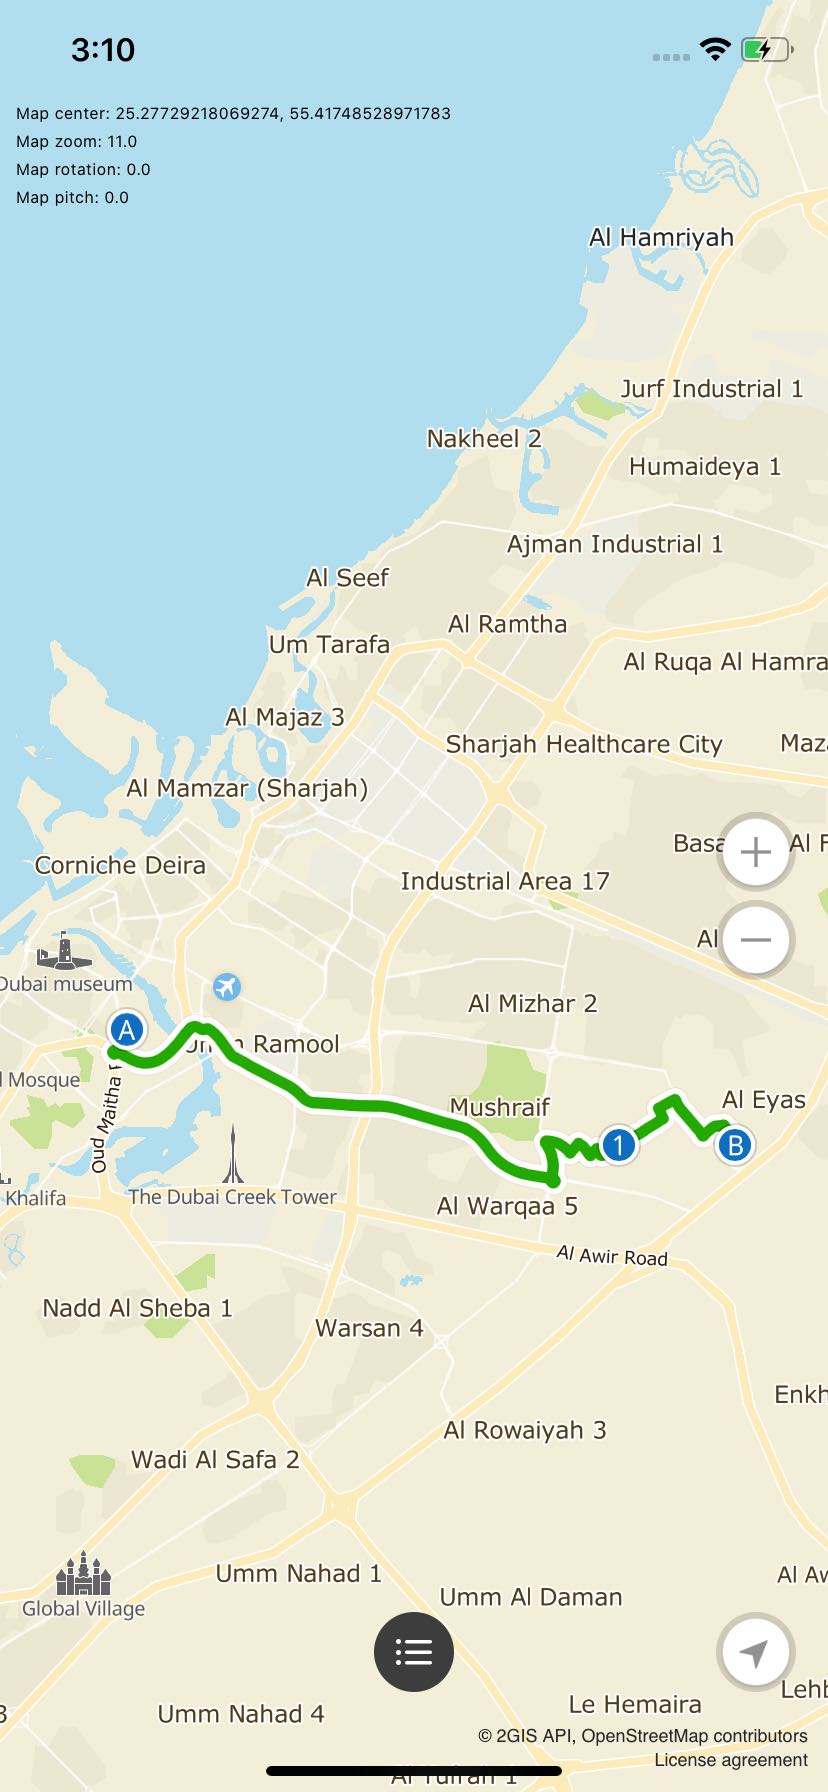 3:10
Map center: 25.27729218069274, 55.41748528971783
Map zoom: 11.0
Map rotation: 0.0
Map pitch: 0.0
Al Hamriyah
Jurf Industrial 1
Nakheel 2
Humaideya 1
Ajman Industrial 1
Al Seef
Al Ramtha
Um Tarafa
Al Ruqa Al Hamra
Al Majaz 3
Sharjah Healthcare City
Maz
Al Mamzar (Sharjah)
Basa
Al F
Corniche Deira
Industrial Area 17
Al
Dubai museum
Al Mizhar 2
A
Ramool
Mosque
Oud Maitha
Mushraif
Al Eyas
1
B
Khalifa
The Dubai Creek Tower
Al Warqaa 5
Al Awir Road
Nadd Al Sheba 1
Warsan 4
Enkh
Al Rowaiyah 3
Wadi Al Safa 2
Umm Nahad 1
Al Aw
Umm Al Daman
Global Village
Lehb
Le Hemaira
3
Umm Nahad 4
© 2GIS API, OpenStreetMap contributors
License agreement